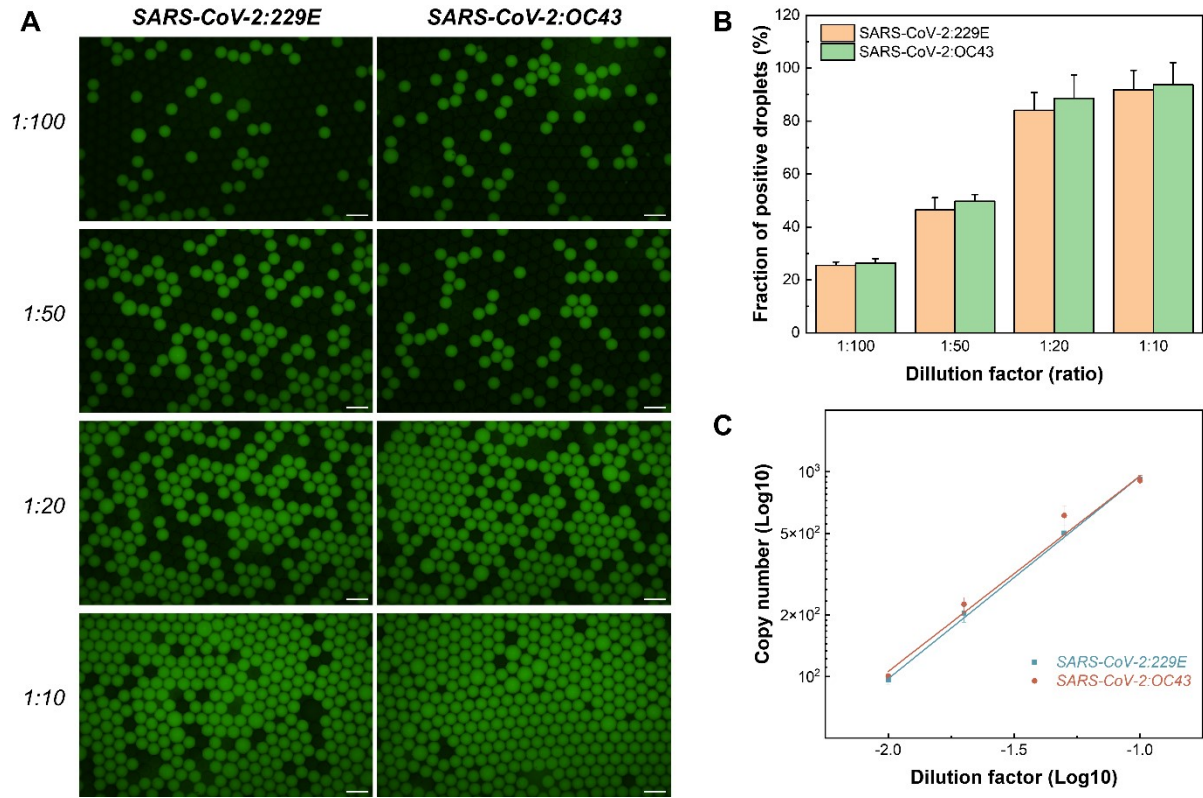 A
SARS-CoV-2:229E
SARS-CoV-2:OC43
1:100
1:50
1:20
1:10
B
120
100
80
60
40
20
0
Fraction of positive droplets (%)
SARS-CoV-2:229E
SARS-CoV-2:OC43
1:100
1:50
1:20
1:10
Dillution factor (ratio)
C
10³
5×10²
2×10²
10²
Copy number (Log10)
SARS-CoV-2:229E
SARS-CoV-2:OC43
-2.0
-1.5
-1.0
Dilution factor (Log10)